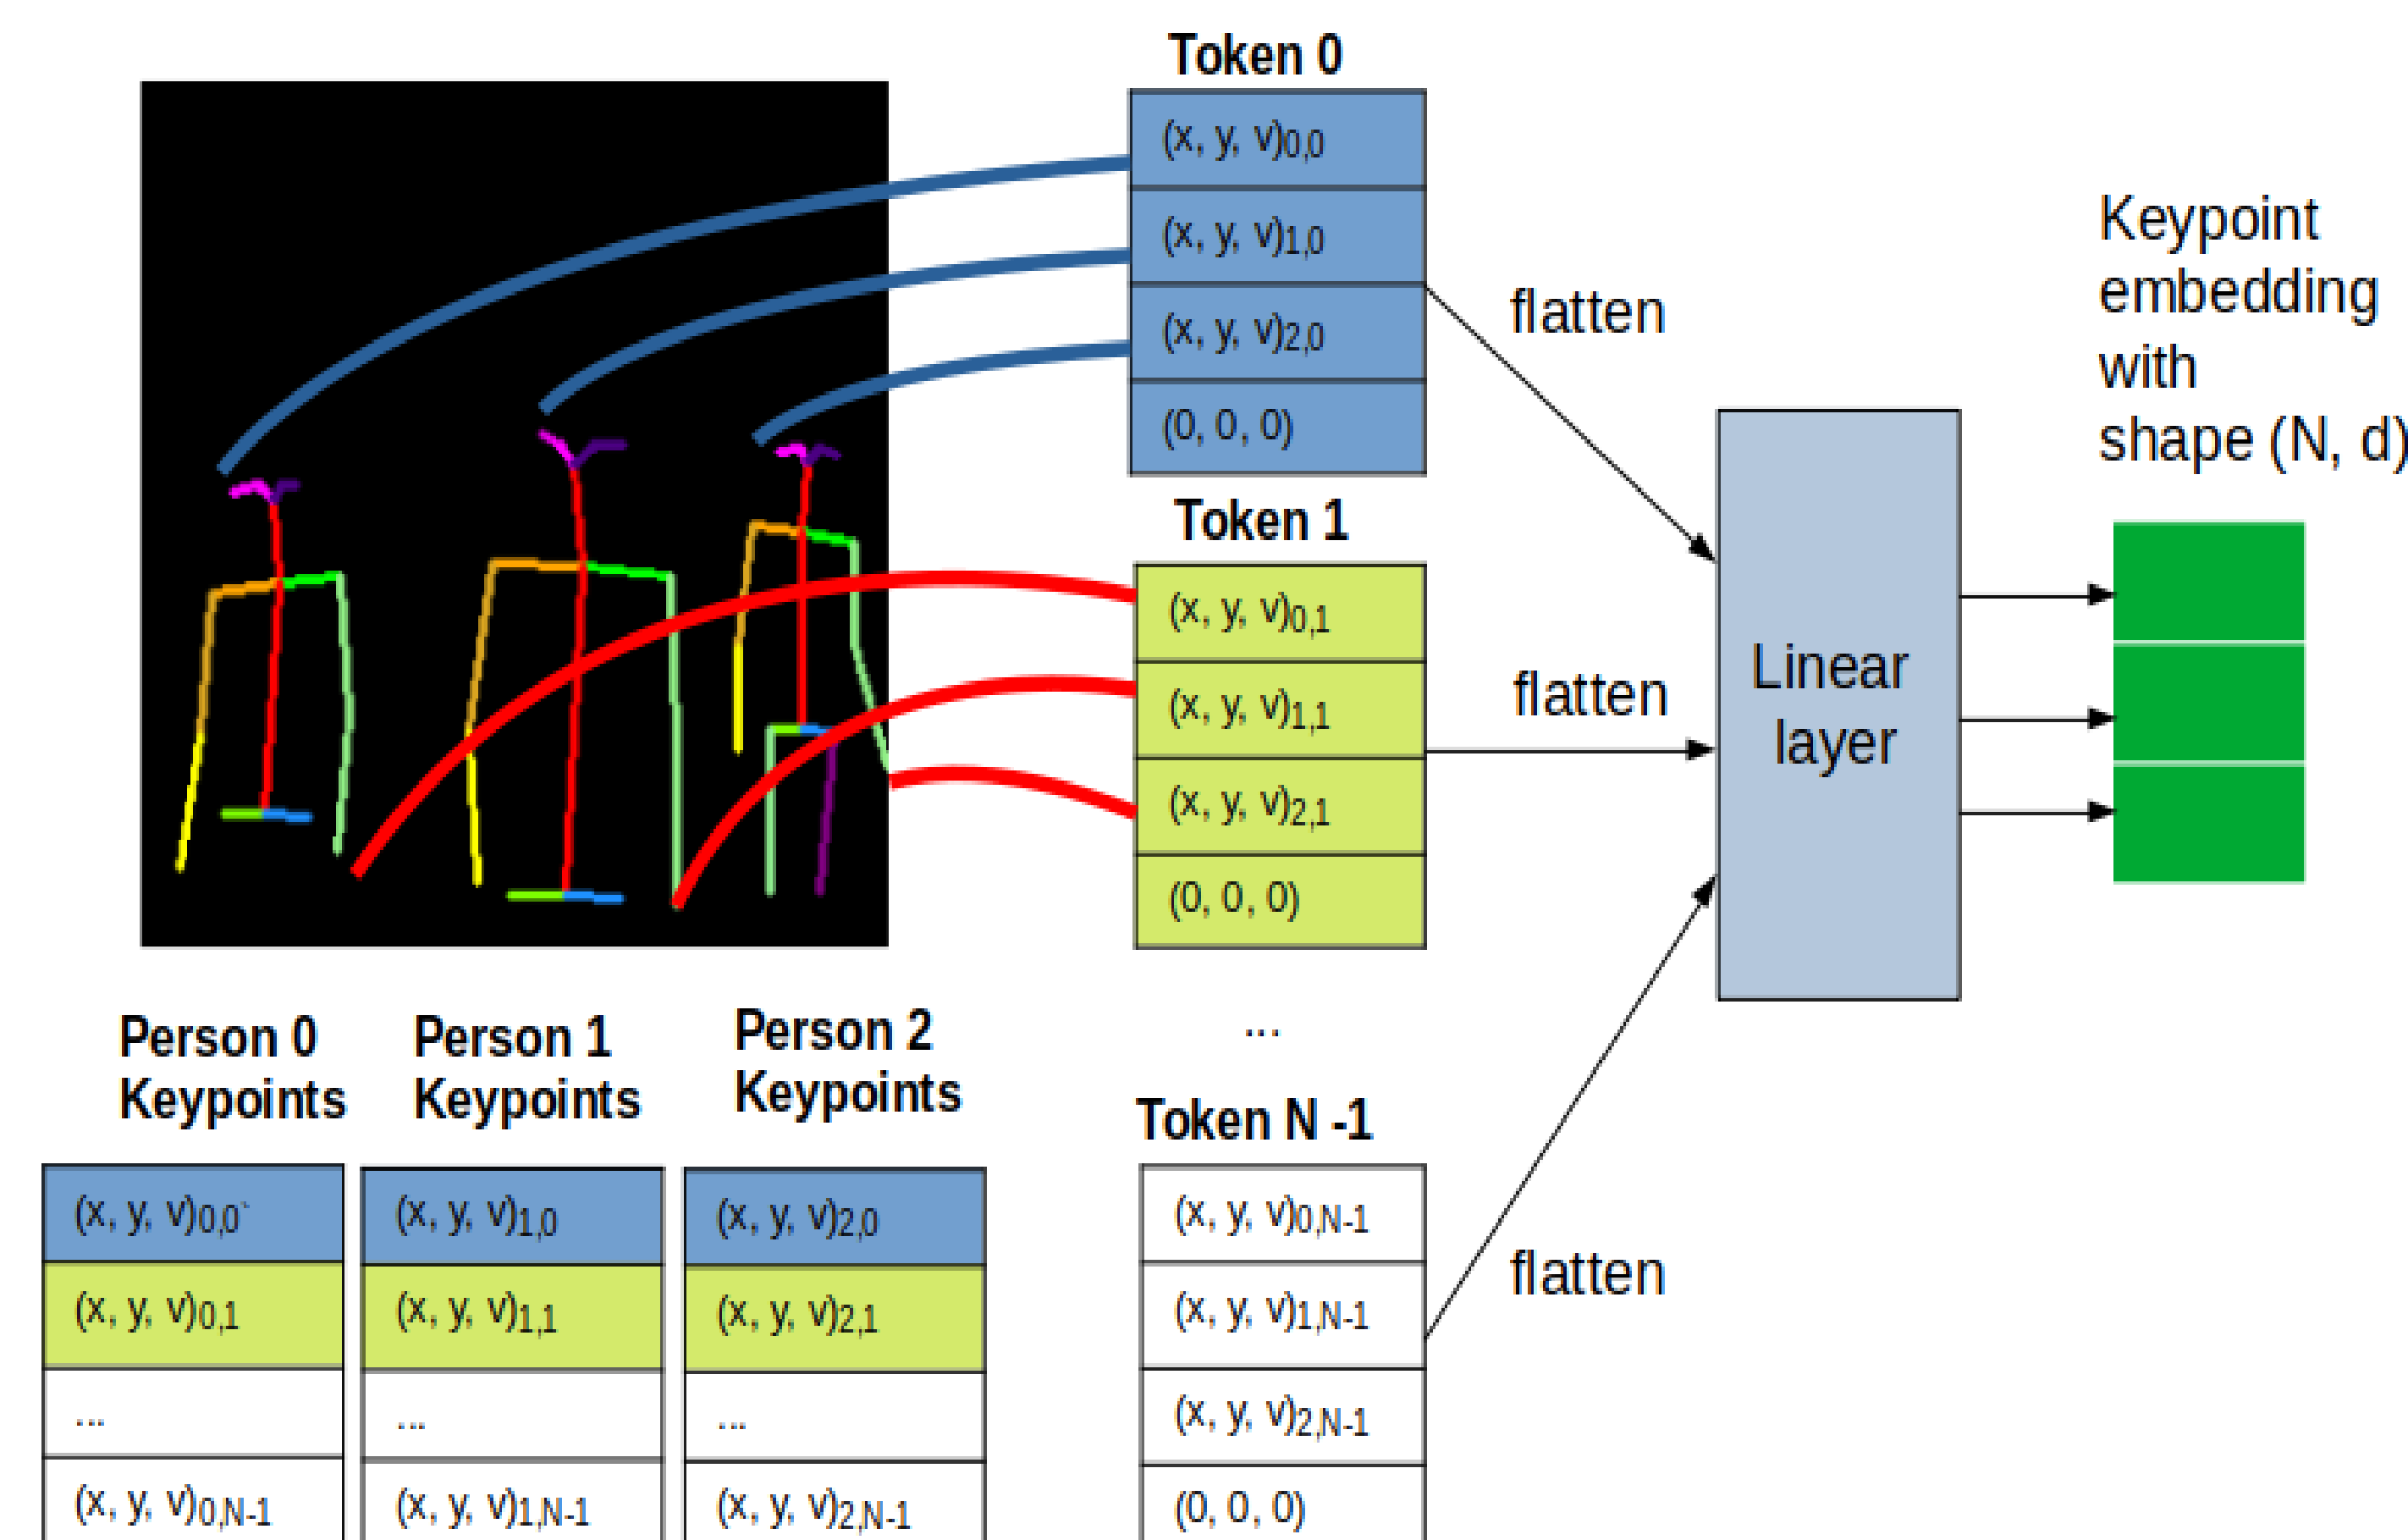 Token 0
(x, y, v)0,0
(x, y, v)1,0
(x, y, v)2,0
(0, 0, 0)
flatten
Token 1
(x, y, v)0,1
(x, y, v)1,1
(x, y, v)2,1
(0, 0, 0)
flatten
...
Token N -1
(x, y, v)0,N-1
(x, y, v)1,N-1
(x, y, v)2,N-1
(0, 0, 0)
flatten
Linear
layer
Keypoint
embedding
with
shape (N, d)
Person 0
Keypoints
(x, y, v)0,0
(x, y, v)0,1
...
(x, y, v)0,N-1
Person 1
Keypoints
(x, y, v)1,0
(x, y, v)1,1
...
(x, y, v)1,N-1
Person 2
Keypoints
(x, y, v)2,0
(x, y, v)2,1
...
(x, y, v)2,N-1